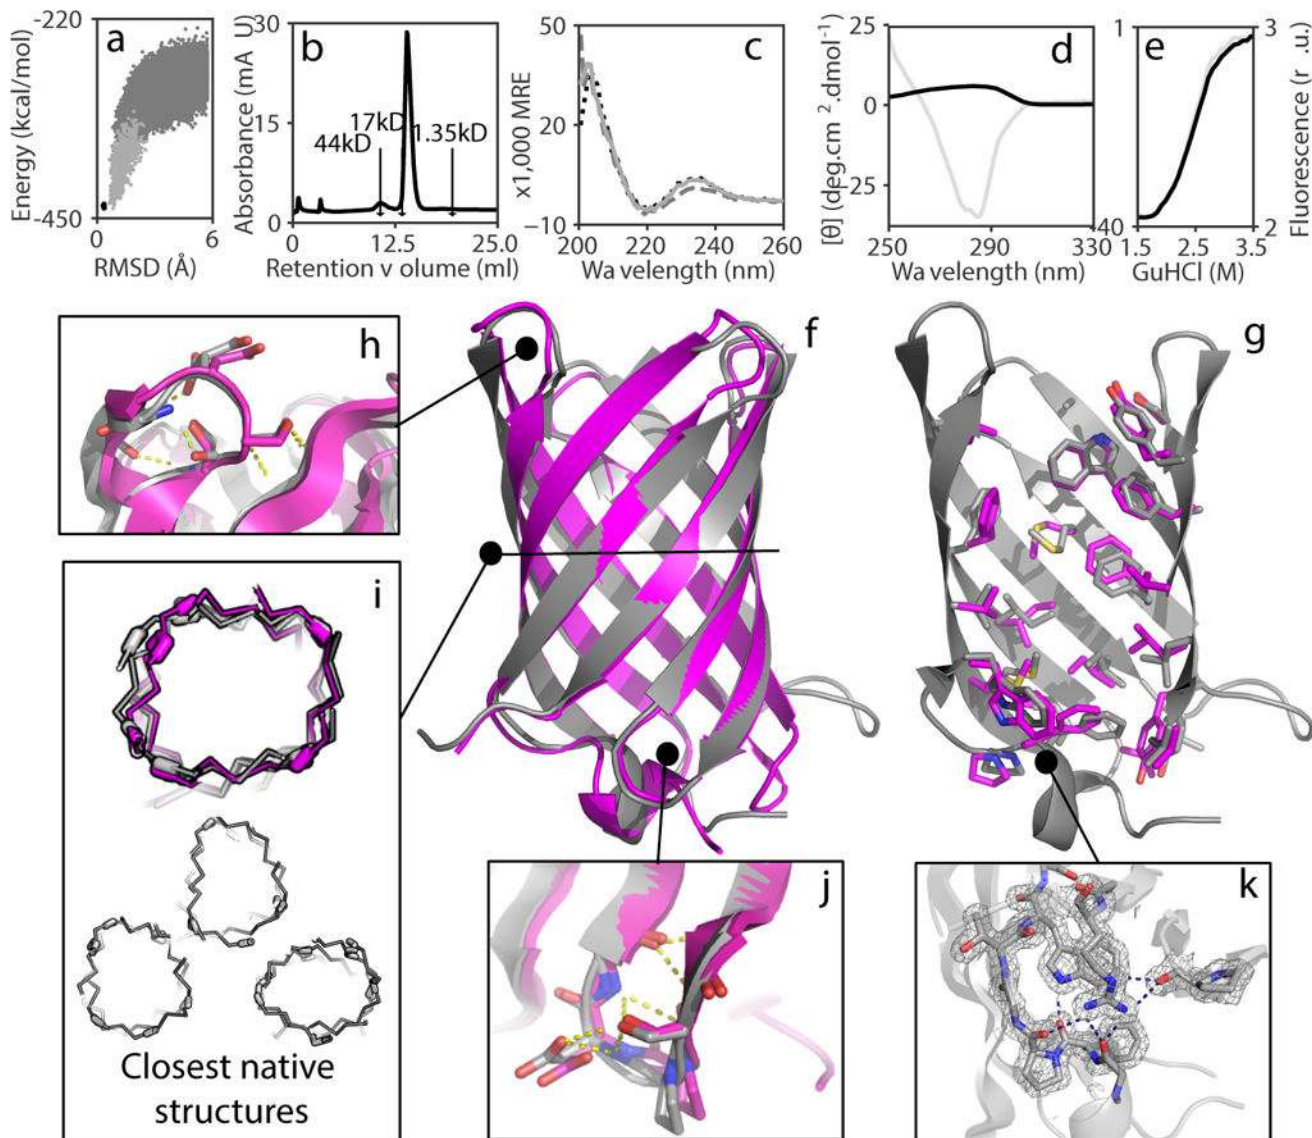 a
Energy (kcal/mol)
-220
-450
0
6
RMSD (Å)
b
Absorbance (mA U)
30
15
0
44kD
17kD
1.35kD
0
12.5
25.0
Retention v olume (ml)
c
x1,000 MRE
50
20
−10
200
220
240
260
Wa velength (nm)
d
[θ] (deg.cm 2 .dmol-1)
25
0
-25
-40
250
290
330
Wa velength (nm)
e
1
3
2
Fluorescence (r .u.)
1.5
2.5
3.5
GuHCl (M)
h
f
g
i
Closest native
structures
j
k